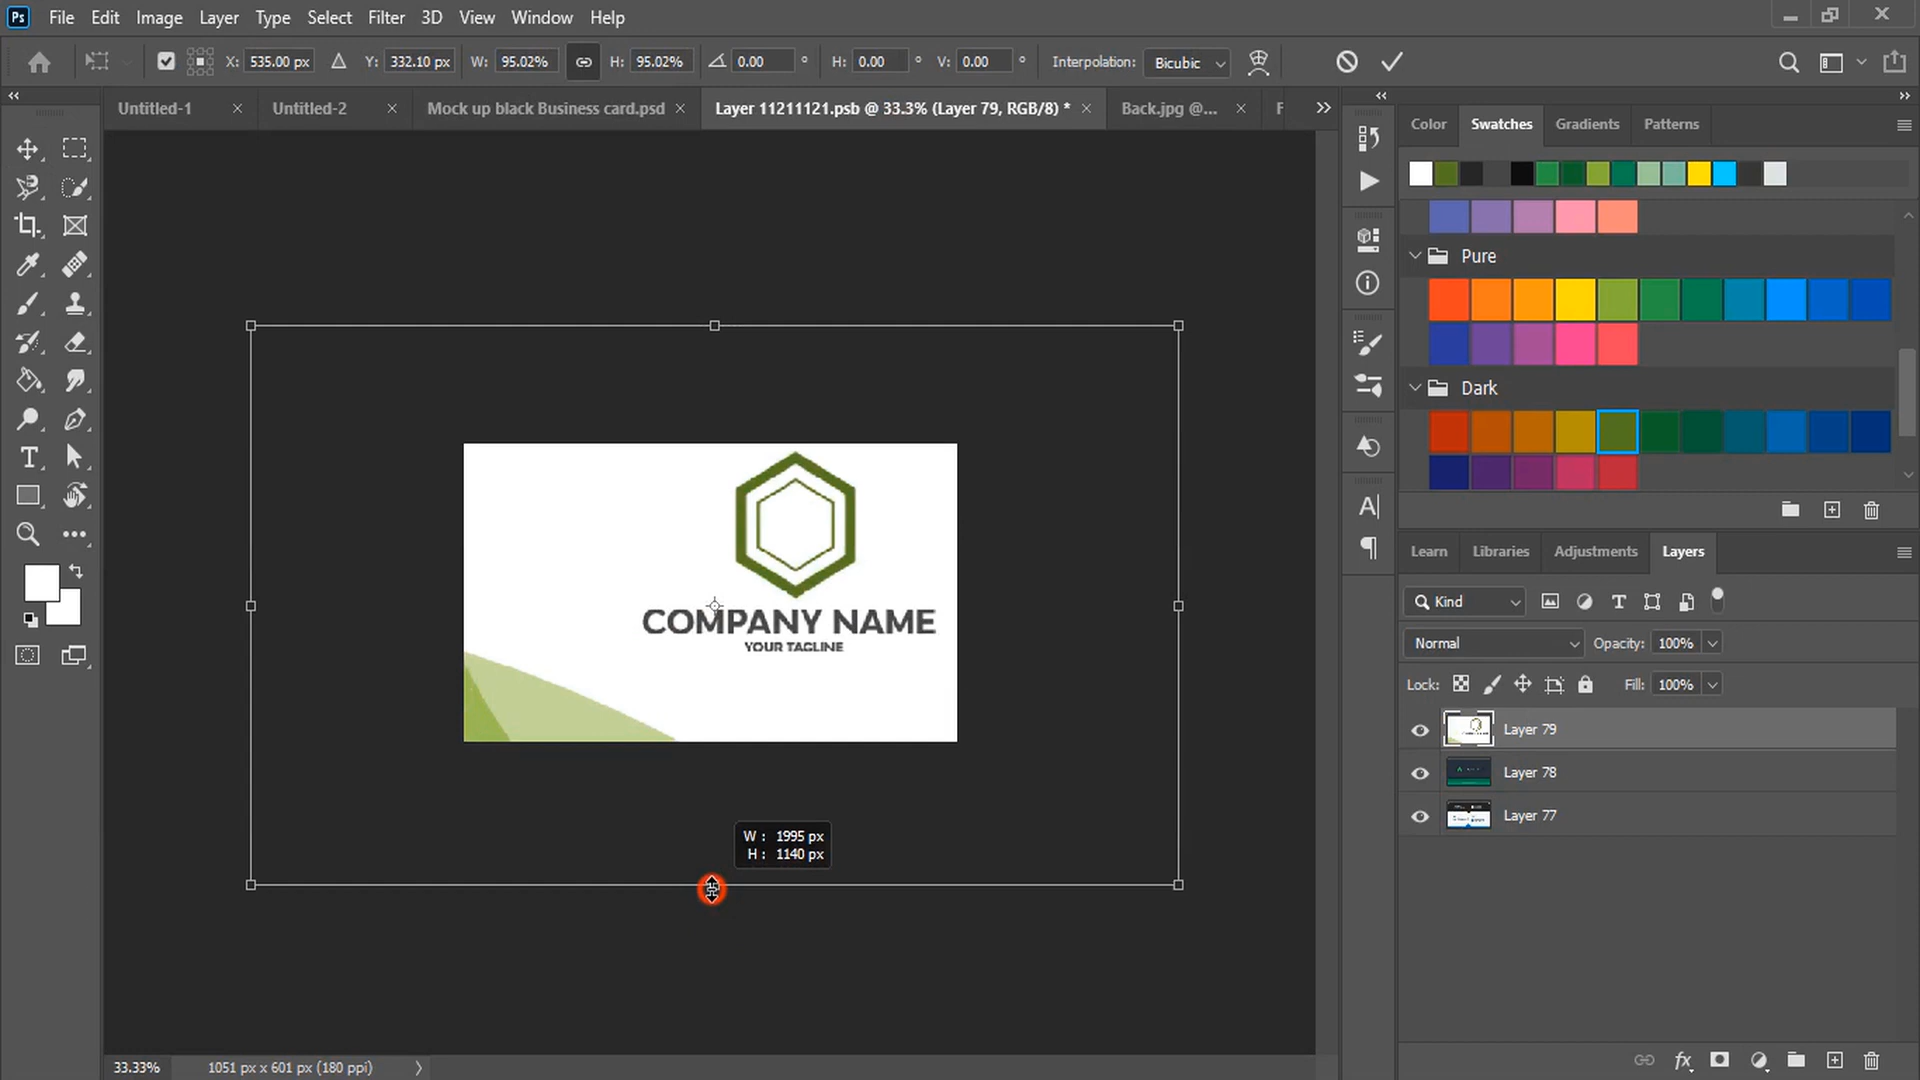 Ps File Edit Image Layer Type Select Filter 3D View Window Help
X: 535.00 px Y: 332.10 px W: 95.02% H: 95.02% 0.00 ° H: 0.00 ° V: 0.00 ° Interpolation: Bicubic
Untitled-1 × Untitled-2 × Mock up black Business card.psd × Layer 11211121.psb @ 33.3% (Layer 79, RGB/8) * × Back.jpg @... × F
Color Swatches Gradients Patterns
Pure
Dark
COMPANY NAME
YOUR TAGLINE
W : 1995 px
H : 1140 px
Learn Libraries Adjustments Layers
Kind
Normal Opacity: 100%
Lock: Fill: 100%
Layer 79
Layer 78
Layer 77
33.33% 1051 px x 601 px (180 ppi)